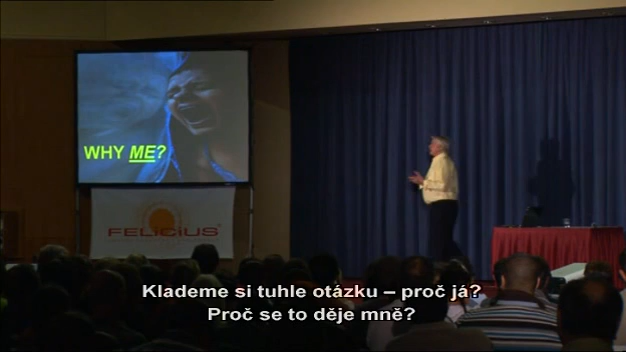 WHY ME?
FELiCiUS®
Klademe si tuhle otázku – proč já?
Proč se to děje mně?